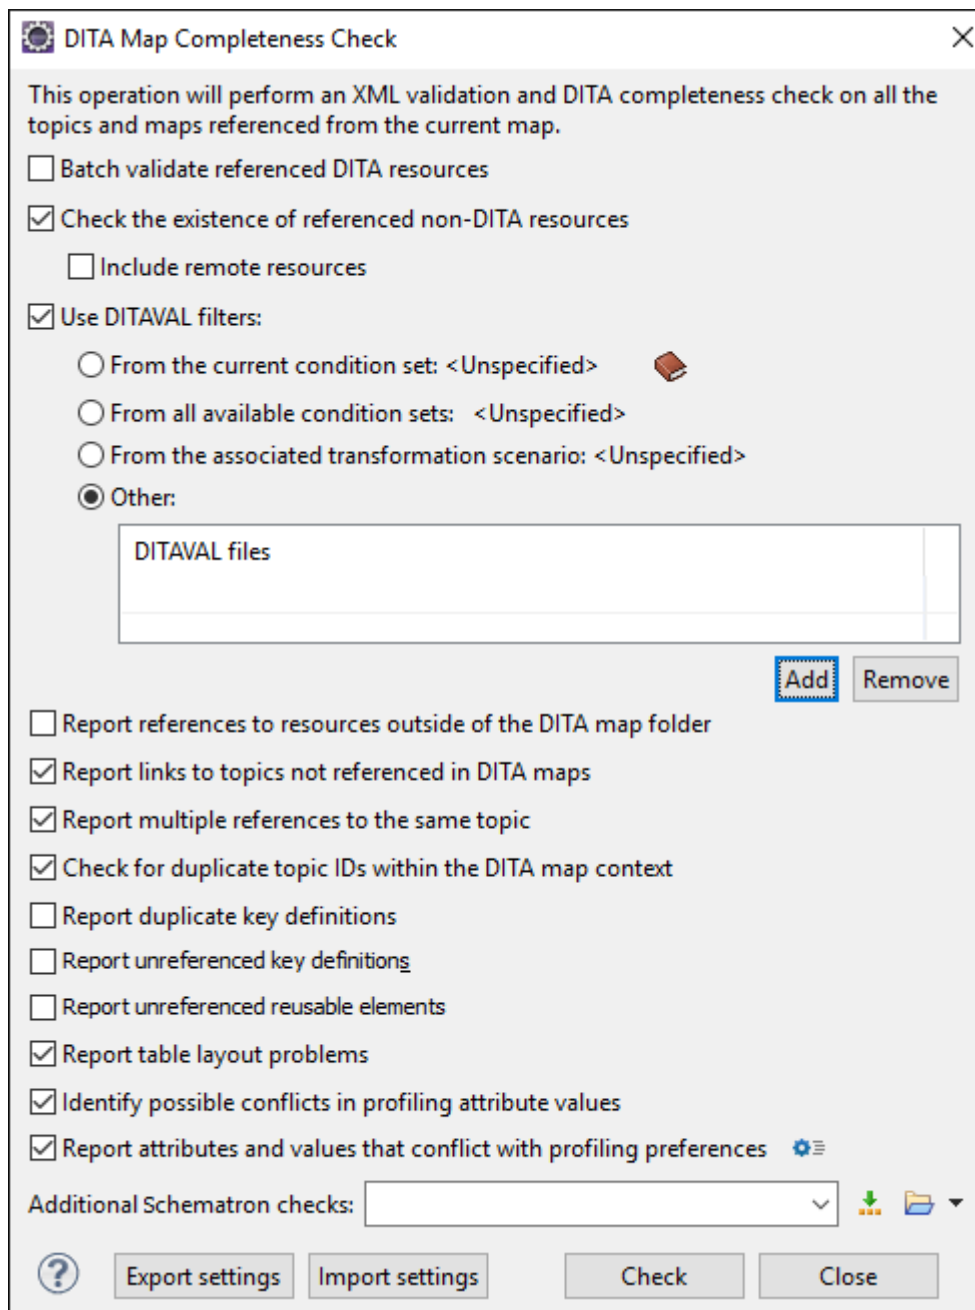 DITA Map Completeness Check
This operation will perform an XML validation and DITA completeness check on all the
topics and maps referenced from the current map.
Batch validate referenced DITA resources
Check the existence of referenced non-DITA resources
Include remote resources
Use DITAVAL filters:
From the current condition set: <Unspecified>
From all available condition sets: <Unspecified>
From the associated transformation scenario: <Unspecified>
Other:
DITAVAL files
Add Remove
Report references to resources outside of the DITA map folder
Report links to topics not referenced in DITA maps
Report multiple references to the same topic
Check for duplicate topic IDs within the DITA map context
Report duplicate key definitions
Report unreferenced key definitions
Report unreferenced reusable elements
Report table layout problems
Identify possible conflicts in profiling attribute values
Report attributes and values that conflict with profiling preferences
Additional Schematron checks:
? Export settings Import settings Check Close